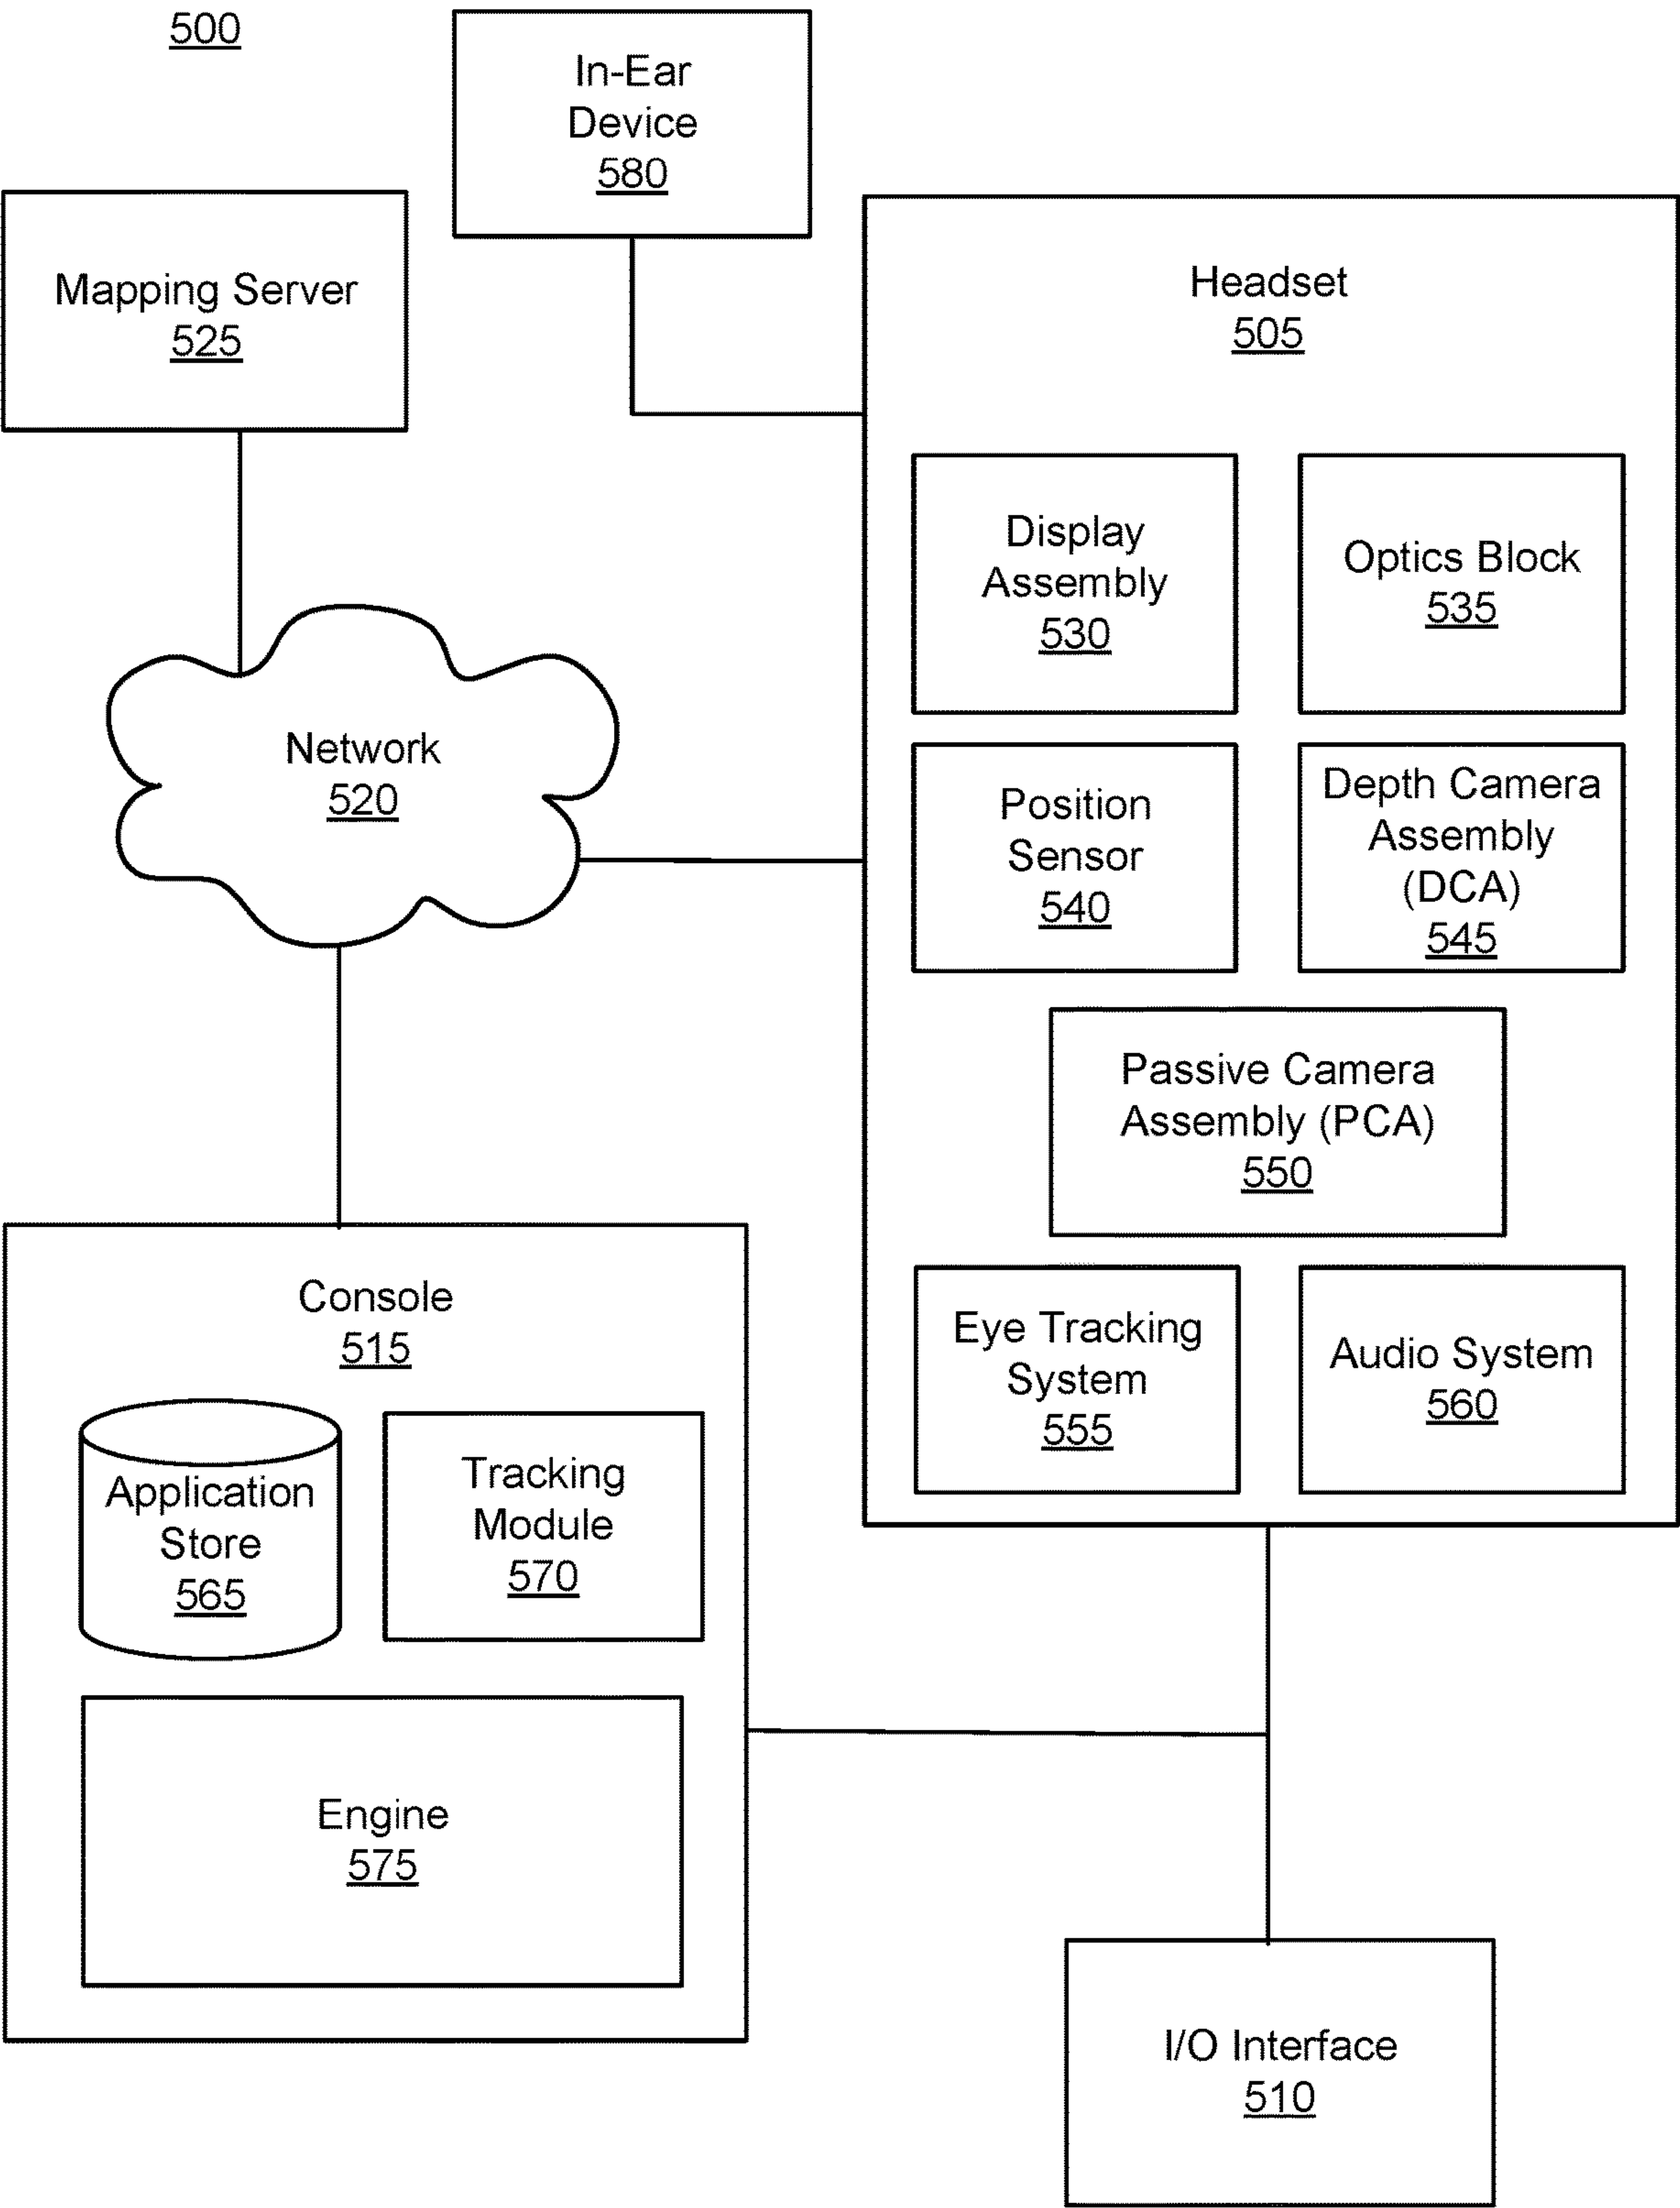 500
In-Ear
Device
580
Mapping Server
525
Headset
505
Display
Assembly
530
Optics Block
535
Network
520
Position
Sensor
540
Depth Camera
Assembly
(DCA)
545
Passive Camera
Assembly (PCA)
550
Console
515
Eye Tracking
System
555
Audio System
560
Application
Store
565
Tracking
Module
570
Engine
575
I/O Interface
510